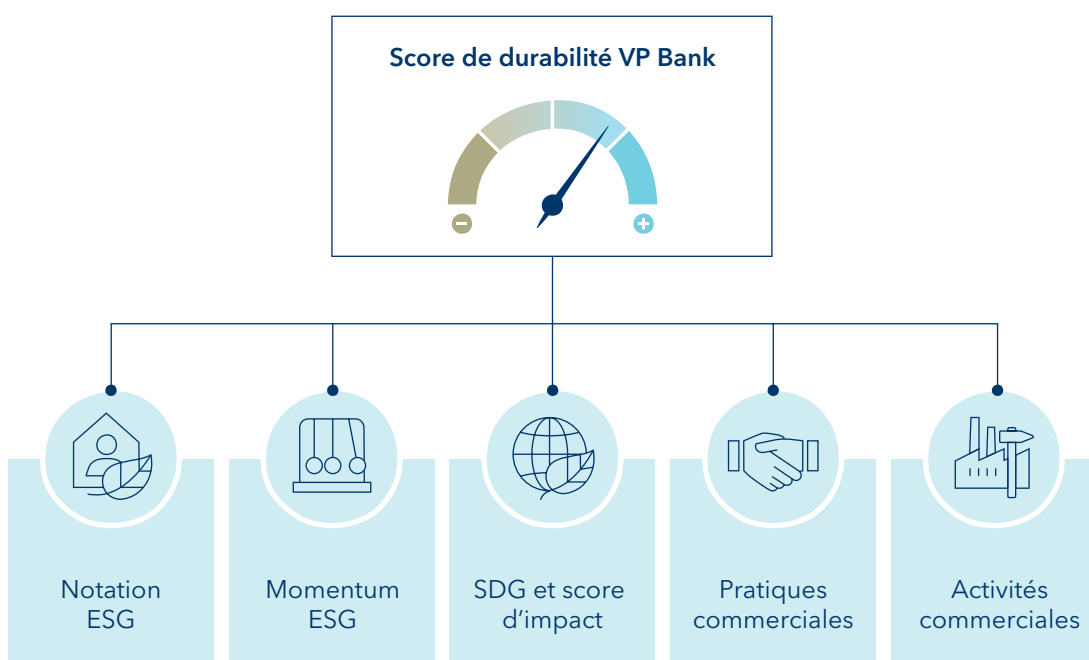 Score de durabilité VP Bank
Notation
ESG
Momentum
ESG
SDG et score
d’impact
Pratiques
commerciales
Activités
commerciales